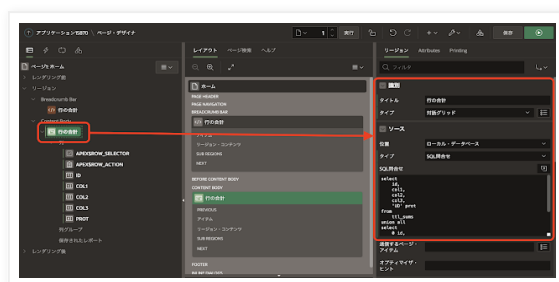 アプリケーション15870 \ ページ・デザイナ
1
実行
保存
ページ1: ホーム
レンダリング前
リージョン
Breadcrumb Bar
行の合計
Content Body
行の合計
列
APEX$ROW_SELECTOR
APEX$ROW_ACTION
ID
COL1
COL2
COL3
PROT
列グループ
保存されたレポート
レンダリング後
レイアウト
ページ検索
ヘルプ
ホーム
PAGE HEADER
PAGE NAVIGATION
BREADCRUMB BAR
行の合計
アイテム
リージョン・コンテンツ
SUB REGIONS
NEXT
BEFORE CONTENT BODY
CONTENT BODY
行の合計
PREVIOUS
アイテム
リージョン・コンテンツ
SUB REGIONS
NEXT
FOOTER
リージョン
Attributes
Printing
フィルタ
識別
タイトル
行の合計
タイプ
対話グリッド
ソース
位置
ローカル・データベース
タイプ
SQL問合せ
SQL問合せ
select
id,
col1,
col2,
col3,
'UD' prot
from
ttl_sums
union all
select
0 id,
送信するページ・
アイテム
オプティマイザ・
ヒント